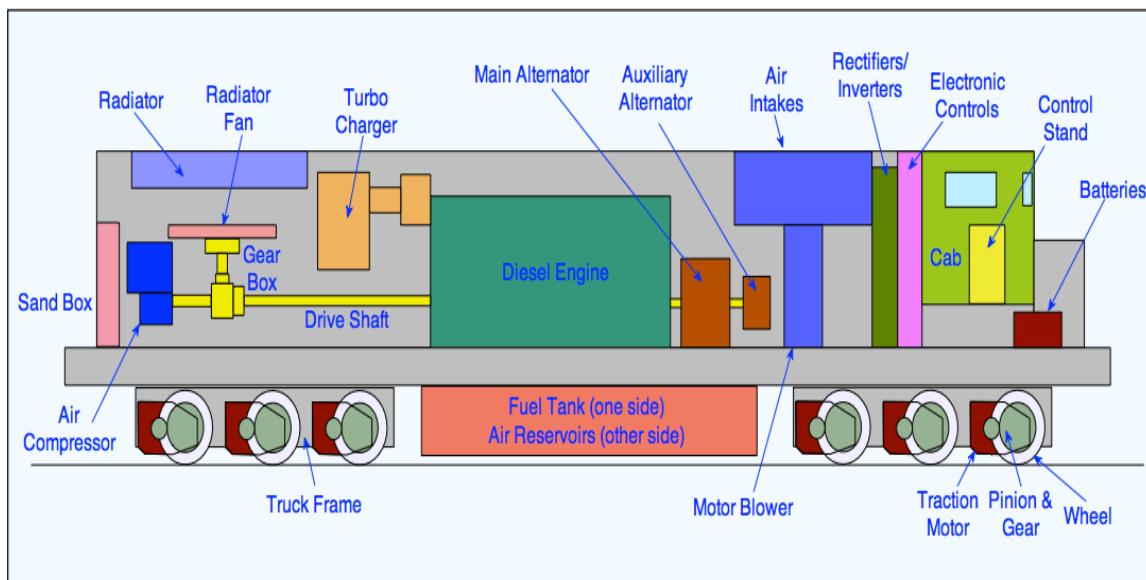 Radiator
Radiator
Fan
Turbo
Charger
Main Alternator
Auxiliary
Alternator
Air
Intakes
Rectifiers/
Inverters
Electronic
Controls
Control
Stand
Batteries
Sand Box
Gear
Box
Drive Shaft
Diesel Engine
Cab
Air
Compressor
Fuel Tank (one side)
Air Reservoirs (other side)
Truck Frame
Motor Blower
Traction
Motor
Pinion &
Gear
Wheel